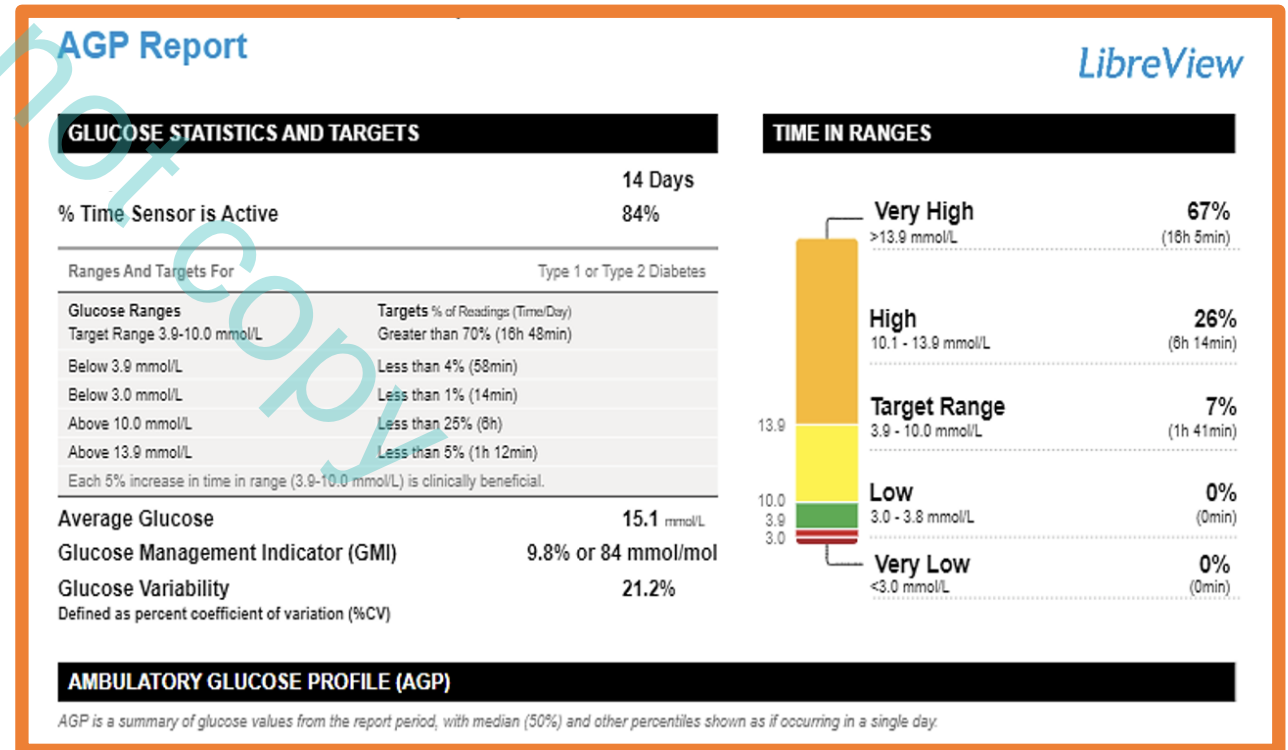 AGP Report
LibreView
GLUCOSE STATISTICS AND TARGETS
14 Days
% Time Sensor is Active 84%
Ranges And Targets For Type 1 or Type 2 Diabetes
Glucose Ranges Targets % of Readings (Time/Day)
Target Range 3.9-10.0 mmol/L Greater than 70% (16h 48min)
Below 3.9 mmol/L Less than 4% (58min)
Below 3.0 mmol/L Less than 1% (14min)
Above 10.0 mmol/L Less than 25% (6h)
Above 13.9 mmol/L Less than 5% (1h 12min)
Each 5% increase in time in range (3.9-10.0 mmol/L) is clinically beneficial.
Average Glucose 15.1 mmol/L
Glucose Management Indicator (GMI) 9.8% or 84 mmol/mol
Glucose Variability 21.2%
Defined as percent coefficient of variation (%CV)
TIME IN RANGES
Very High 67%
>13.9 mmol/L (16h 5min)
High 26%
10.1 - 13.9 mmol/L (6h 14min)
Target Range 7%
3.9 - 10.0 mmol/L (1h 41min)
Low 0%
3.0 - 3.8 mmol/L (0min)
Very Low 0%
<3.0 mmol/L (0min)
13.9
10.0
3.9
3.0
AMBULATORY GLUCOSE PROFILE (AGP)
AGP is a summary of glucose values from the report period, with median (50%) and other percentiles shown as if occurring in a single day.
not copy